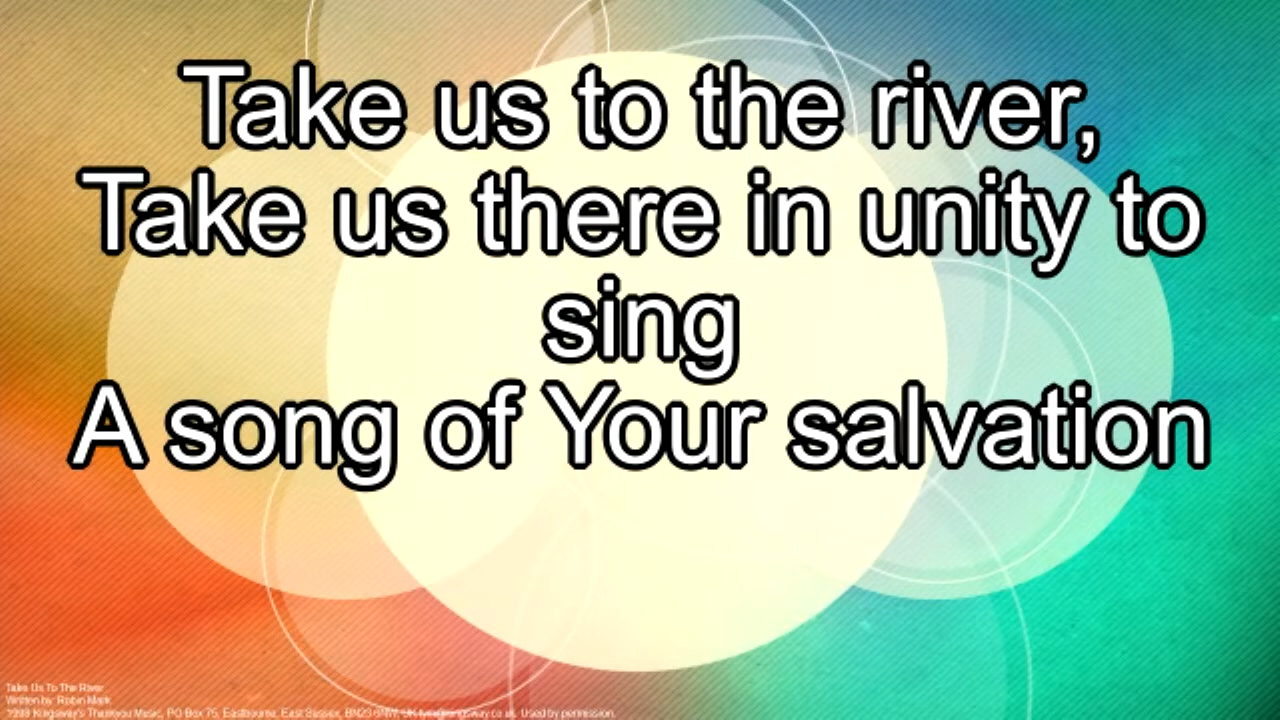 Take us to the river,
Take us there in unity to
sing
A song of Your salvation
Take Us To The River
Written by: Robin Mark
1998 Kingsway's Thankyou Music, PO Box 75, Eastbourne, East Sussex, BN23 6NW, UK Used by permission.